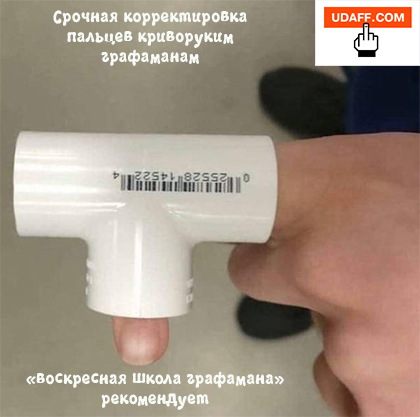 Срочная корректировка
пальцев криворуким
графаманам
UDAFF.COM
0 25528 14522 4
«Воскресная Школа графамана»
рекоменДует